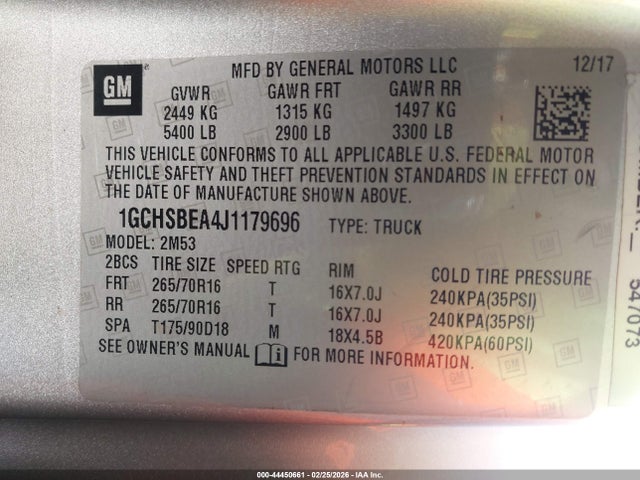 GM
MFD BY GENERAL MOTORS LLC 12/17
GVWR GAWR FRT GAWR RR
2449 KG 1315 KG 1497 KG
5400 LB 2900 LB 3300 LB
THIS VEHICLE CONFORMS TO ALL APPLICABLE U.S. FEDERAL MOTOR
VEHICLE SAFETY AND THEFT PREVENTION STANDARDS IN EFFECT ON
THE DATE OF MANUFACTURE SHOWN ABOVE.
1GCHSBEA4J1179696 TYPE: TRUCK
MODEL: 2M53
2BCS TIRE SIZE SPEED RTG RIM COLD TIRE PRESSURE
FRT 265/70R16 T 16X7.0J 240KPA(35PSI)
RR 265/70R16 T 16X7.0J 240KPA(35PSI)
SPA T175/90D18 M 18X4.5B 420KPA(60PSI)
SEE OWNER'S MANUAL FOR MORE INFORMATION.
547073
000-44450661 - 02/25/2026 - IAA Inc.